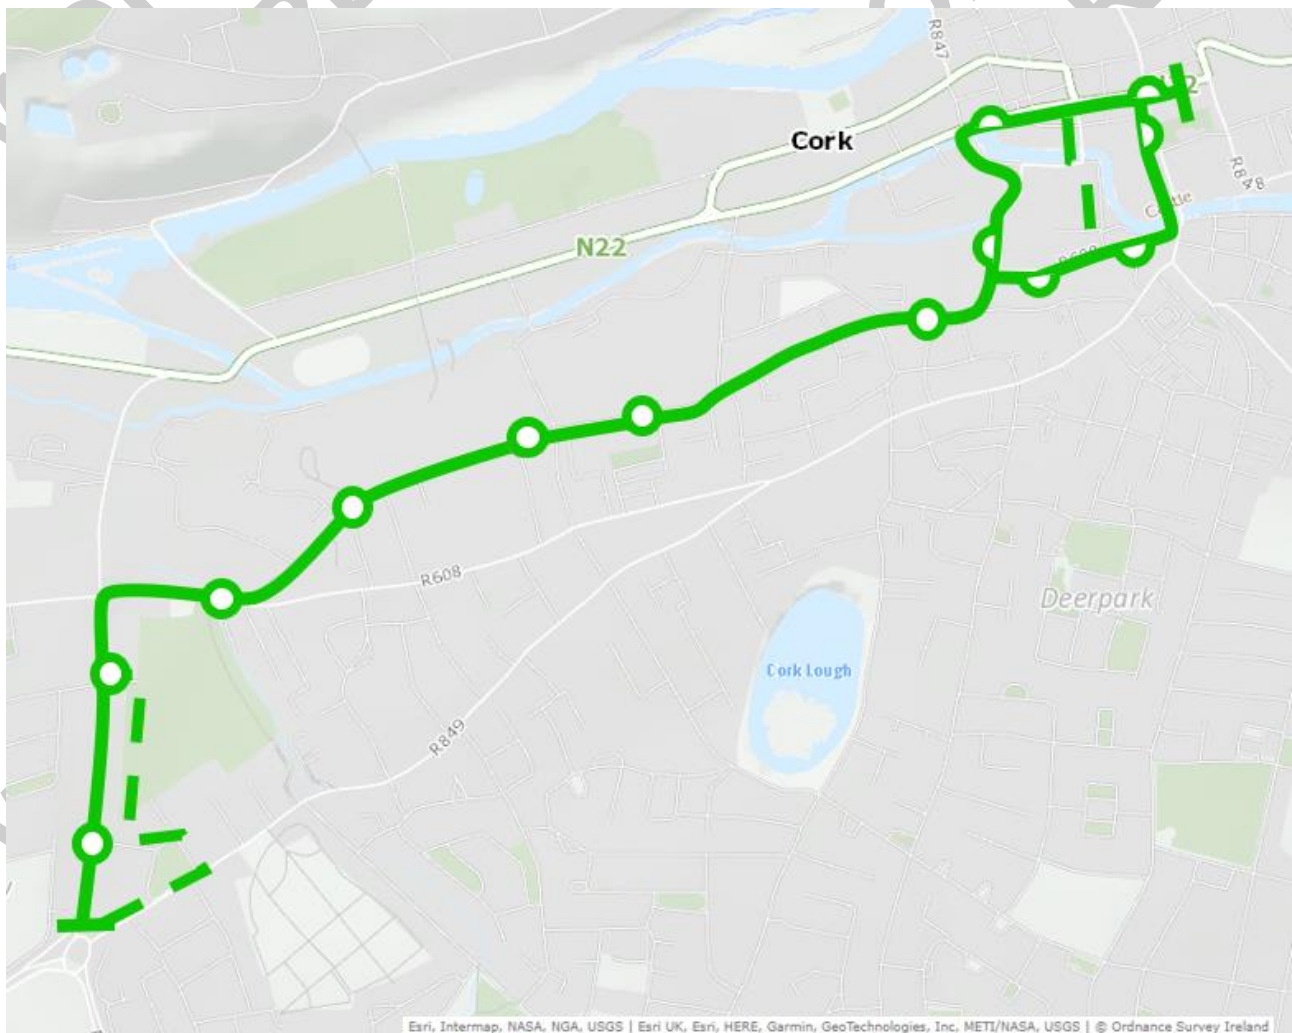 R847
Cork
R848
Castle
N22
R608
Deerpark
Cork Lough
R849
Esri, Intermap, NASA, NGA, USGS | Esri UK, Esri, HERE, Garmin, GeoTechnologies, Inc, METI/NASA, USGS | © Ordnance Survey Ireland